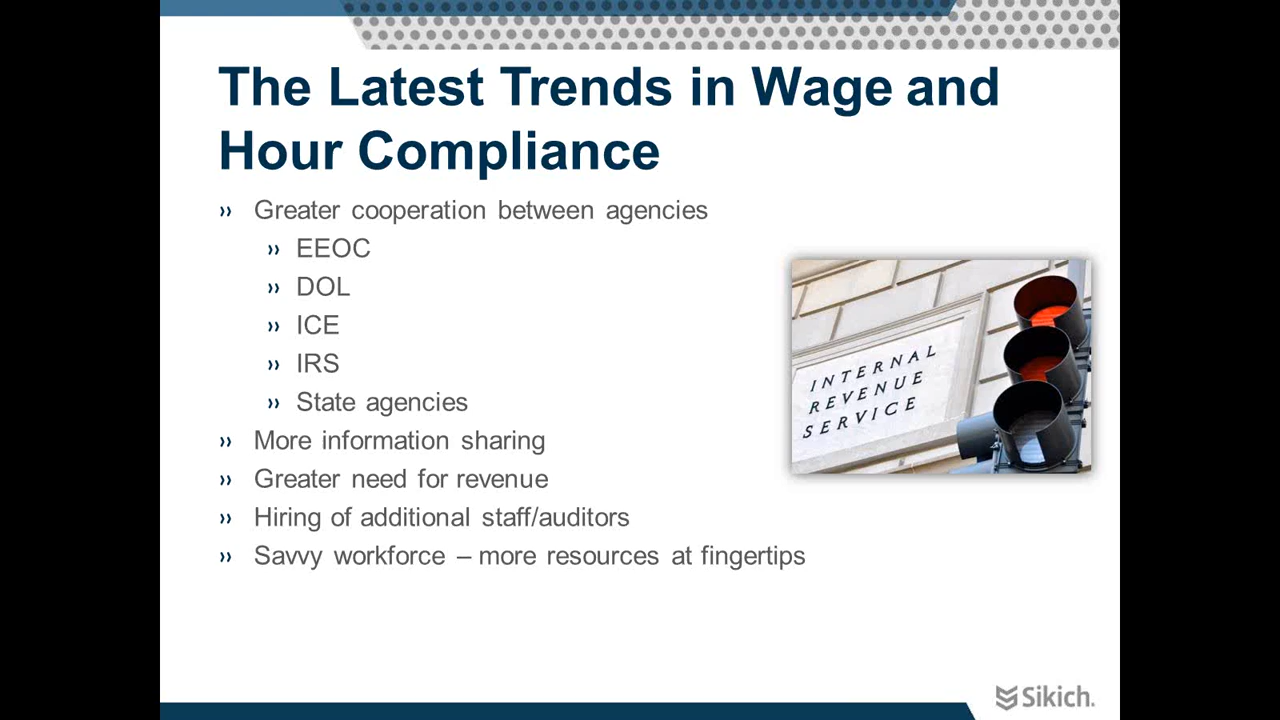 The Latest Trends in Wage and
Hour Compliance
›› Greater cooperation between agencies
›› EEOC
›› DOL
›› ICE
›› IRS
›› State agencies
›› More information sharing
›› Greater need for revenue
›› Hiring of additional staff/auditors
›› Savvy workforce – more resources at fingertips
INTERNAL
REVENUE
SERVICE
Sikich.